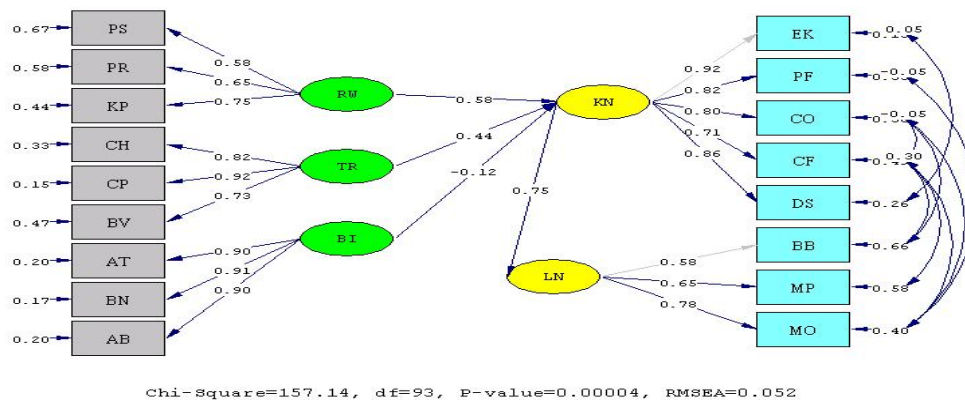 0.67 PS
0.58 PR
0.44 KP
0.33 CH
0.15 CP
0.47 BV
0.20 AT
0.17 BN
0.20 AB
0.58
0.65
0.75
0.82
0.92
0.73
0.90
0.91
0.90
RW
TR
BI
0.58
0.44
-0.12
KN
0.75
LN
0.92
0.82
0.80
0.71
0.86
0.58
0.65
0.78
EK 0.05
PF -0.05
CO -0.05
CF 0.30
DS 0.26
BB 0.66
MP 0.58
MO 0.40
Chi-Square=157.14, df=93, P-value=0.00004, RMSEA=0.052